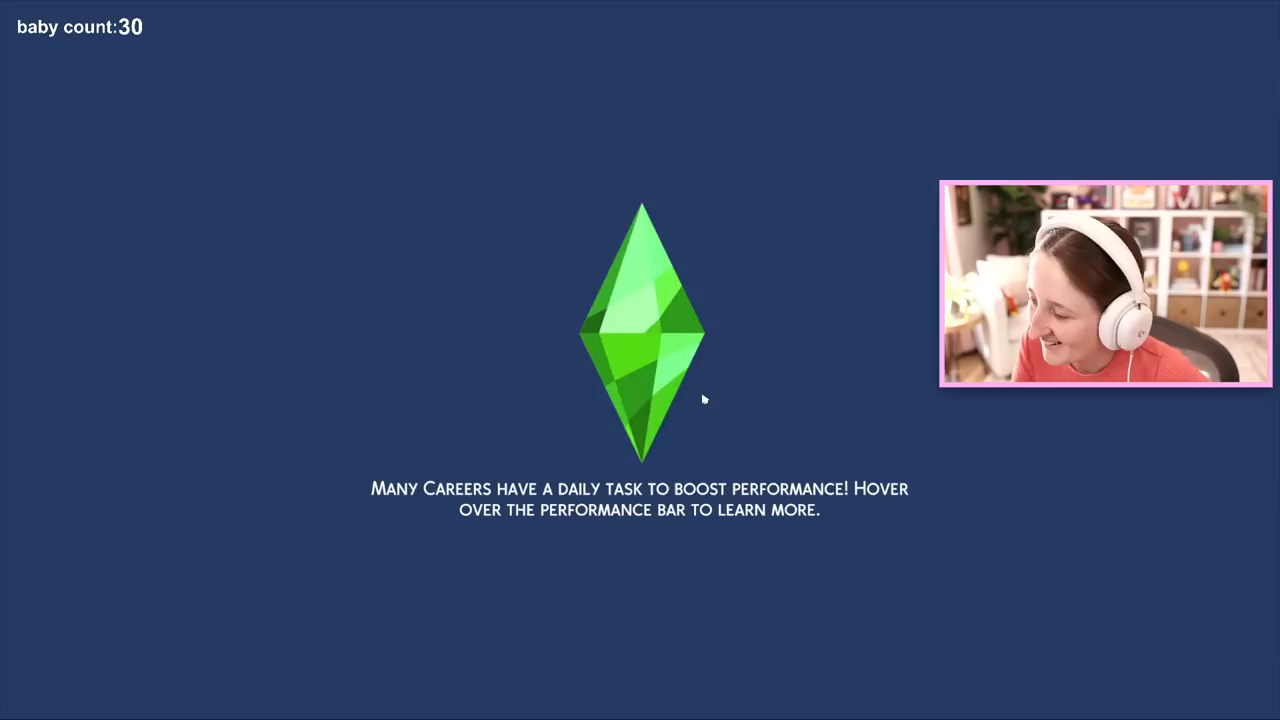 baby count:30
MANY CAREERS HAVE A DAILY TASK TO BOOST PERFORMANCE! HOVER
OVER THE PERFORMANCE BAR TO LEARN MORE.